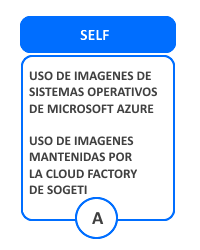 SELF
USO DE IMAGENES DE
SISTEMAS OPERATIVOS
DE MICROSOFT AZURE
USO DE IMAGENES
MANTENIDAS POR
LA CLOUD FACTORY
DE SOGETI
A